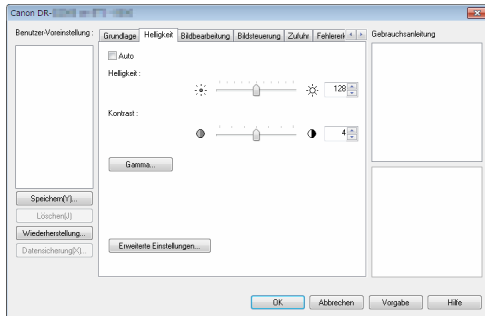 Canon DR-
Benutzer-Voreinstellung :
Grundlage Helligkeit Bildbearbeitung Bildsteuerung Zufuhr
Gebrauchsanleitung
Auto
Helligkeit :
128
Kontrast :
4
Gamma...
Speichern(Y)...
Löschen(J)
Wiederherstellung...
Datensicherung(X)...
Erweiterte Einstellungen...
OK Abbrechen Vorgabe Hilfe